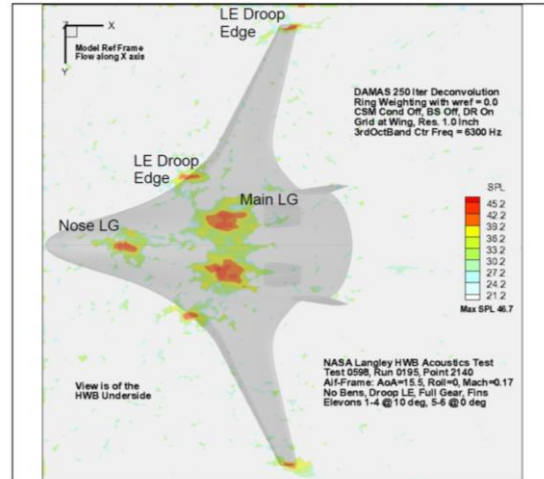 LE Droop
Edge
Z
X
Y
Model Ref Frame
Flow along X axis
DAMAS 250 Iter Deconvolution
Ring Weighting with wref = 0.0
CSM Cond Off, BS Off, DR On
Grid at Wing, Res. 1.0 Inch
3rdOctBand Ctr Freq = 6300 Hz
LE Droop
Edge
Main LG
Nose LG
SPL
45.2
42.2
39.2
36.2
33.2
30.2
27.2
24.2
21.2
Max SPL 46.7
NASA Langley HWB Acoustics Test
Test 0598, Run 0195, Point 2140
Aif-Frame: AoA=15.5, Roll=0, Mach=0.17
No Bens, Droop LE, Full Gear, Fins
Elevons 1-4 @ 10 deg, 5-6 @ 0 deg
View is of the
HWB Underside